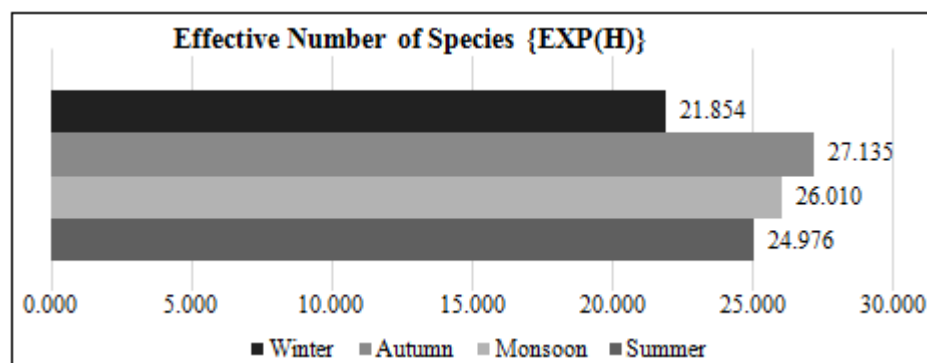 Effective Number of Species {EXP(H)}
21.854
27.135
26.010
24.976
0.000 5.000 10.000 15.000 20.000 25.000 30.000
Winter Autumn Monsoon Summer